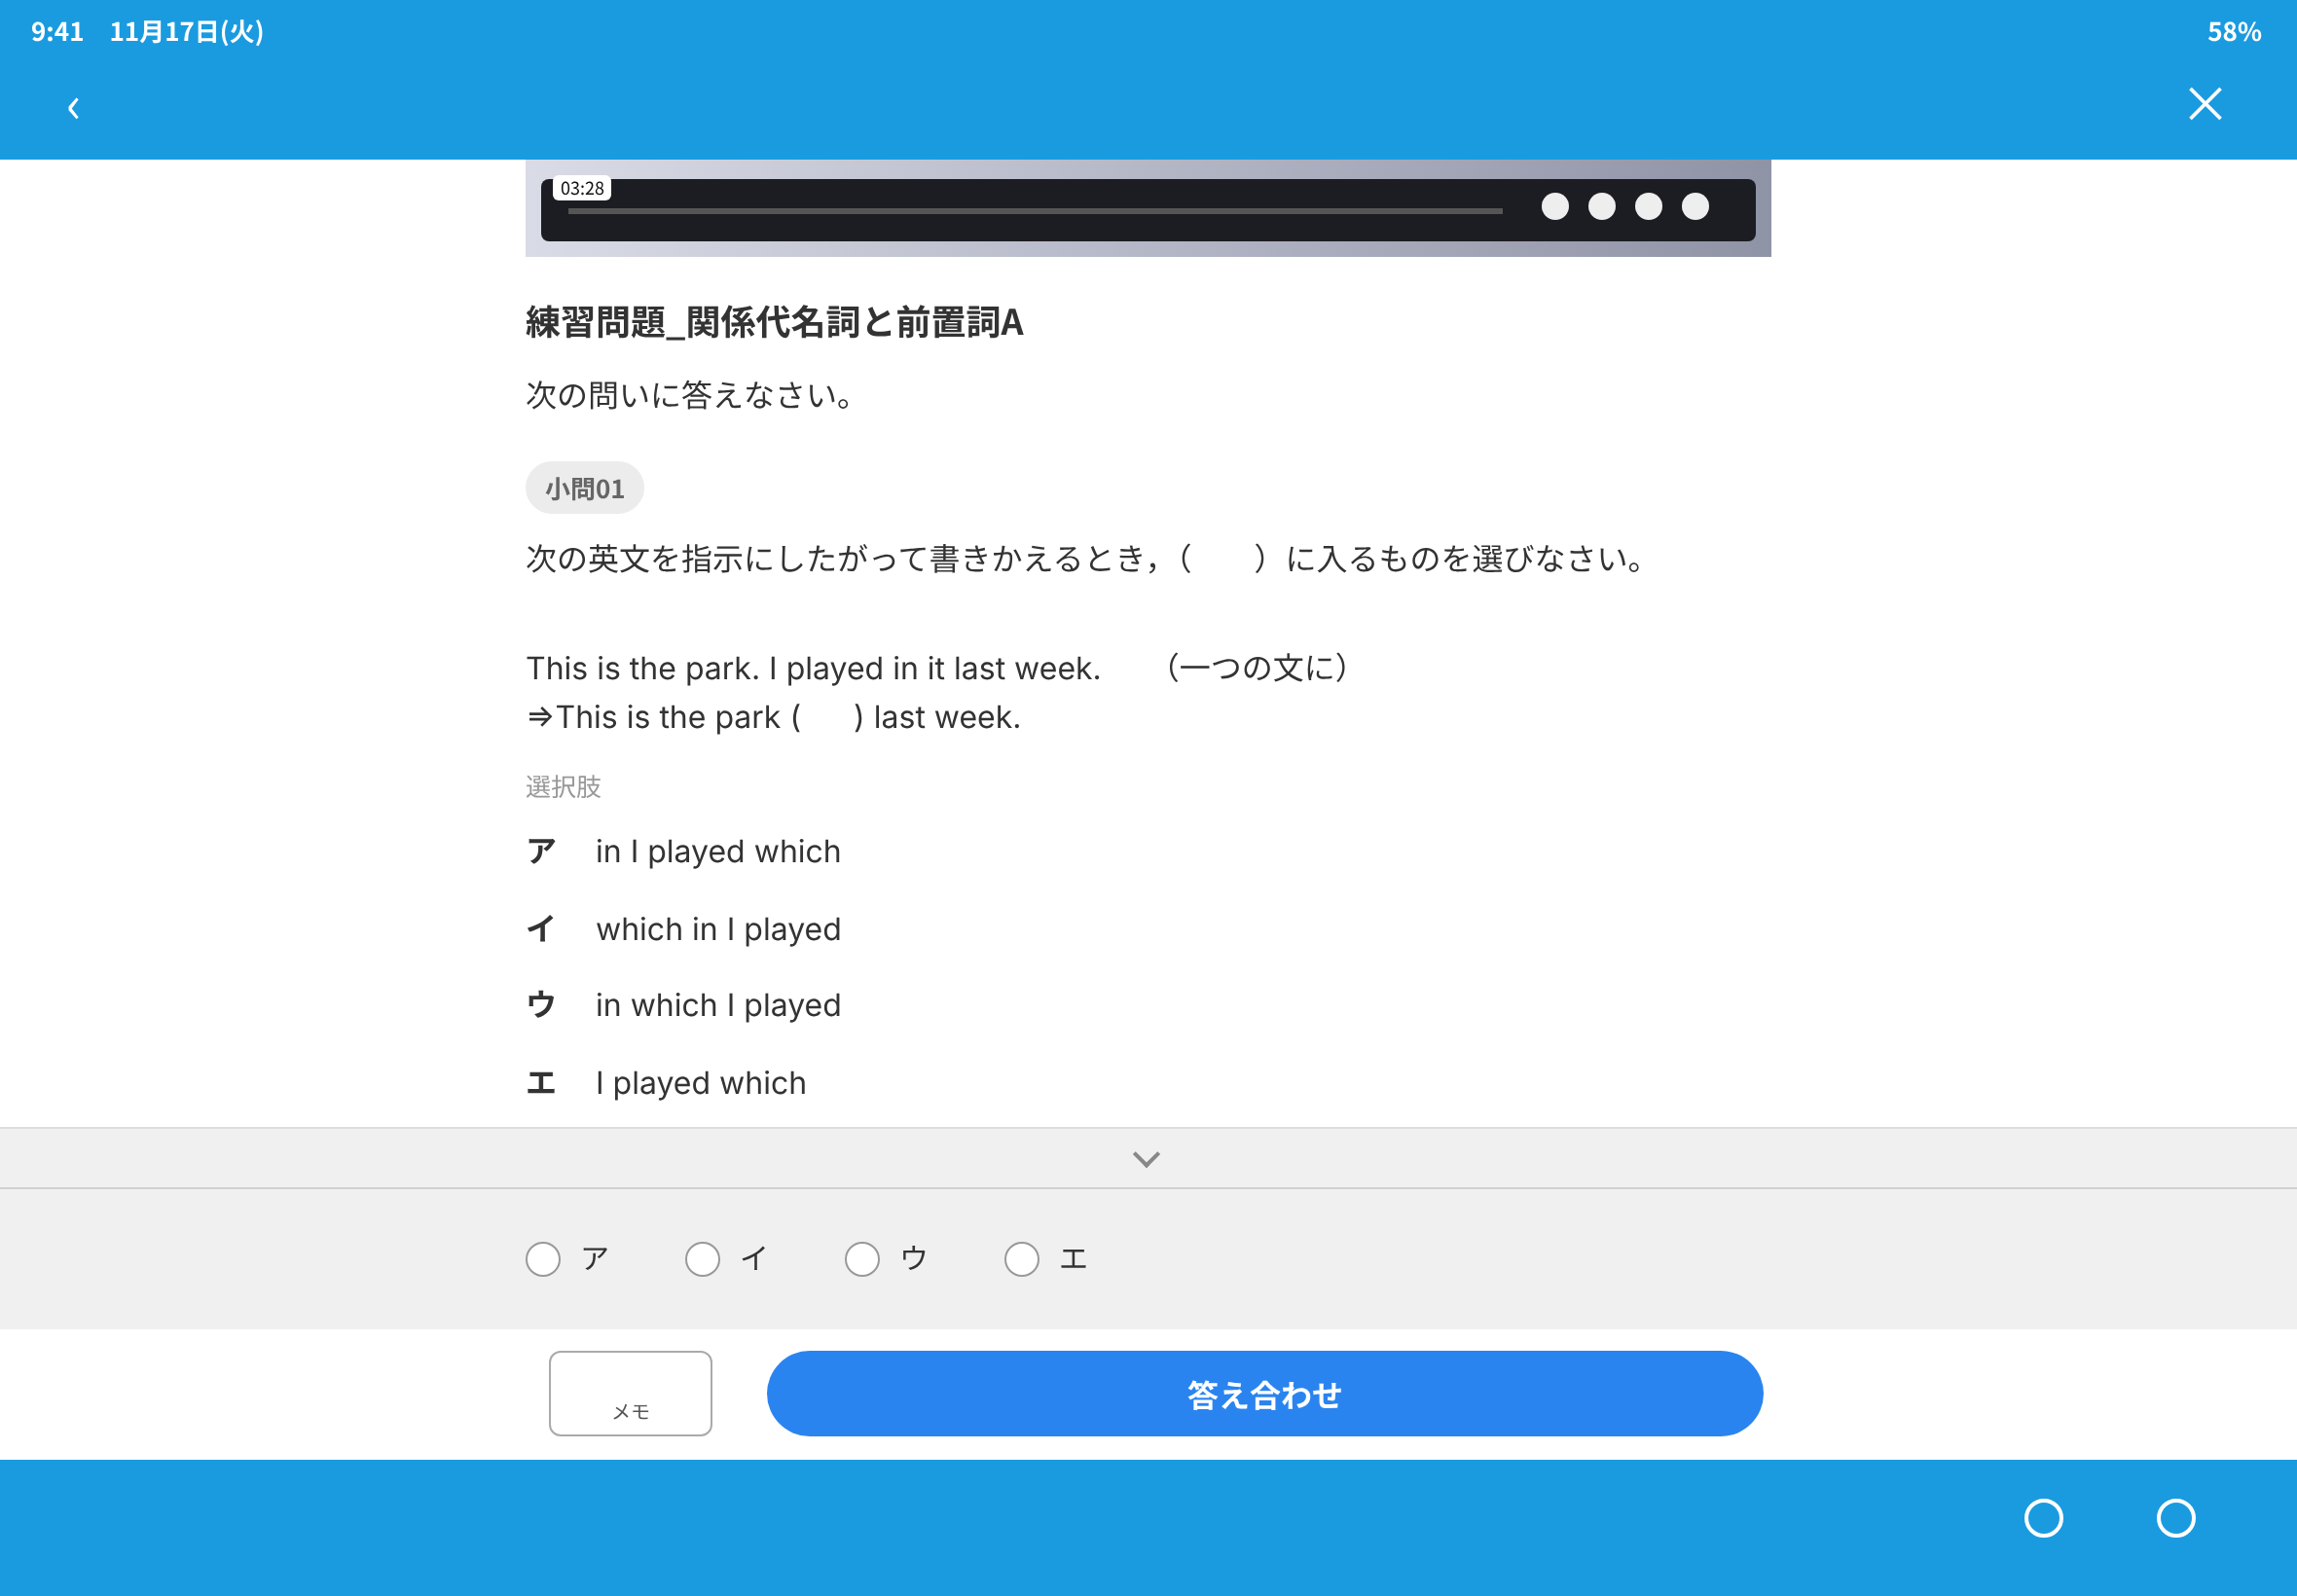 9:41 11月17日(火)
58%
03:28
練習問題_関係代名詞と前置詞A
次の問いに答えなさい。
小問01
次の英文を指示にしたがって書きかえるとき，（　　）に入るものを選びなさい。
This is the park. I played in it last week.　　（一つの文に）
⇒This is the park (　　) last week.
選択肢
ア　in I played which
イ　which in I played
ウ　in which I played
エ　I played which
ア　イ　ウ　エ
メモ
答え合わせ